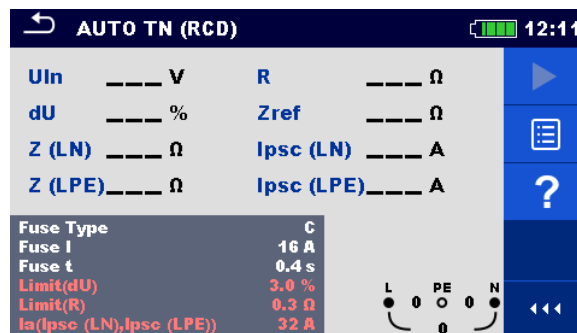 AUTO TN (RCD) 12:11
Uln ___ V R ___ Ω
dU ___ % Zref ___ Ω
Z (LN) ___ Ω Ipsc (LN) ___ A
Z (LPE)___ Ω Ipsc (LPE)___ A
?
Fuse Type C
Fuse I 16 A
Fuse t 0.4 s
Limit(dU) 3.0 %
Limit(R) 0.3 Ω
Ia(Ipsc (LN),Ipsc (LPE)) 32 A
L PE N
0 0
0